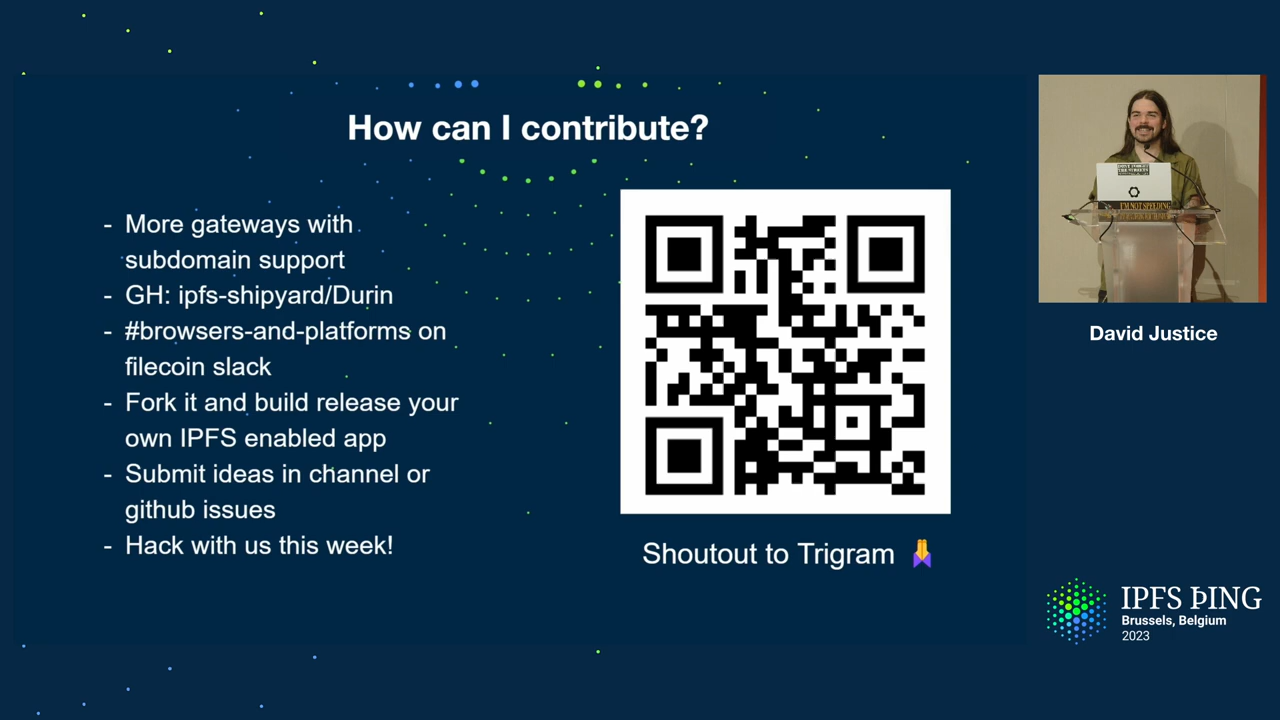 How can I contribute?
- More gateways with
subdomain support
- GH: ipfs-shipyard/Durin
- #browsers-and-platforms on
filecoin slack
- Fork it and build release your
own IPFS enabled app
- Submit ideas in channel or
github issues
- Hack with us this week!
Shoutout to Trigram 🙏
I'M NOT SPEEDING
David Justice
IPFS ÞING
Brussels, Belgium
2023